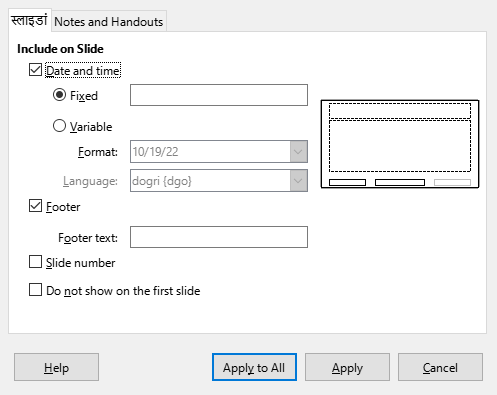 स्लाइडां Notes and Handouts
Include on Slide
Date and time
Fixed
Variable
Format: 10/19/22
Language: dogri {dgo}
Footer
Footer text:
Slide number
Do not show on the first slide
Help Apply to All Apply Cancel